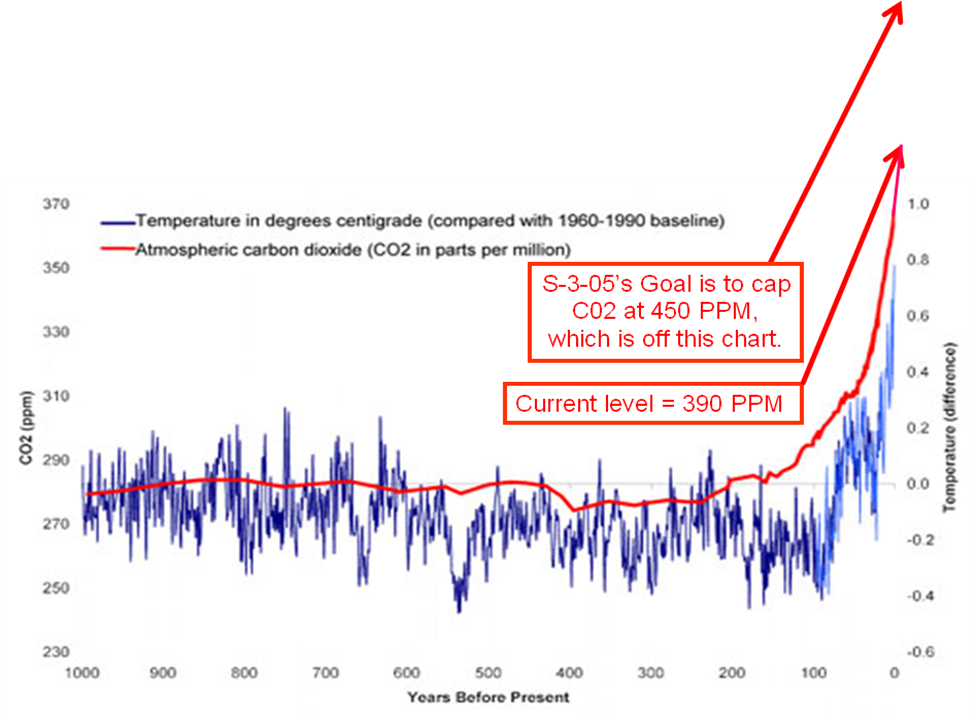 370
1.0
Temperature in degrees centigrade (compared with 1960-1990 baseline)
Atmospheric carbon dioxide (CO2 in parts per million)
350
0.8
S-3-05's Goal is to cap
C02 at 450 PPM,
which is off this chart.
330
0.6
310
0.4
Current level = 390 PPM
290
0.2
0.0
270
-0.2
250
-0.4
230
-0.6
CO2 (ppm)
Temperature (difference)
1000 900 800 700 600 500 400 300 200 100 0
Years Before Present